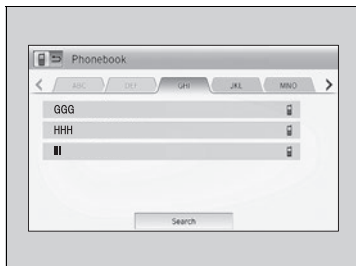 Phonebook
ABC DEF GHI JKL MNO
GGG
HHH
III
Search